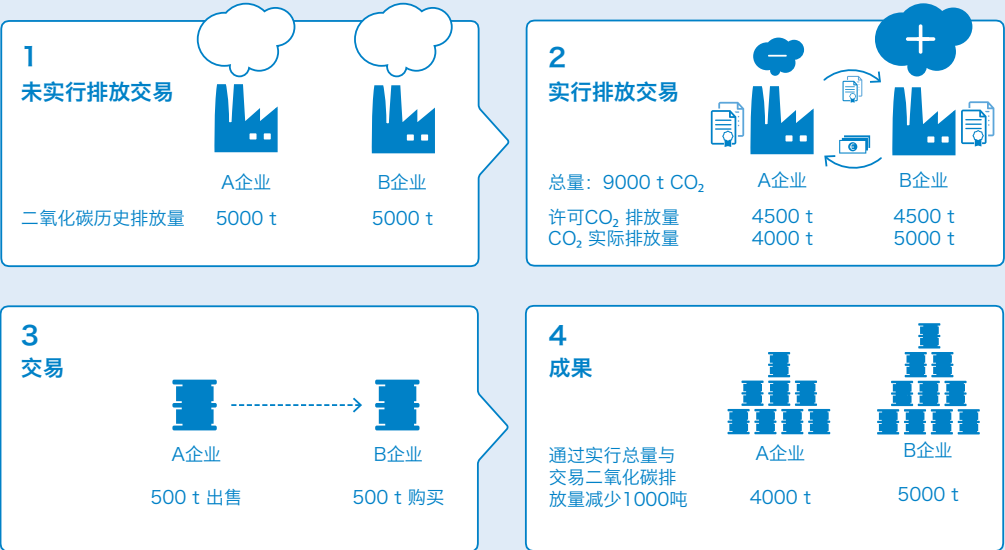 1
未实行排放交易
A企业 B企业
二氧化碳历史排放量 5000 t 5000 t
2
实行排放交易
总量：9000 t CO₂ A企业 B企业
许可CO₂ 排放量 4500 t 4500 t
CO₂ 实际排放量 4000 t 5000 t
3
交易
A企业 B企业
500 t 出售 500 t 购买
4
成果
通过实行总量与
交易二氧化碳排
放量减少1000吨
A企业 B企业
4000 t 5000 t